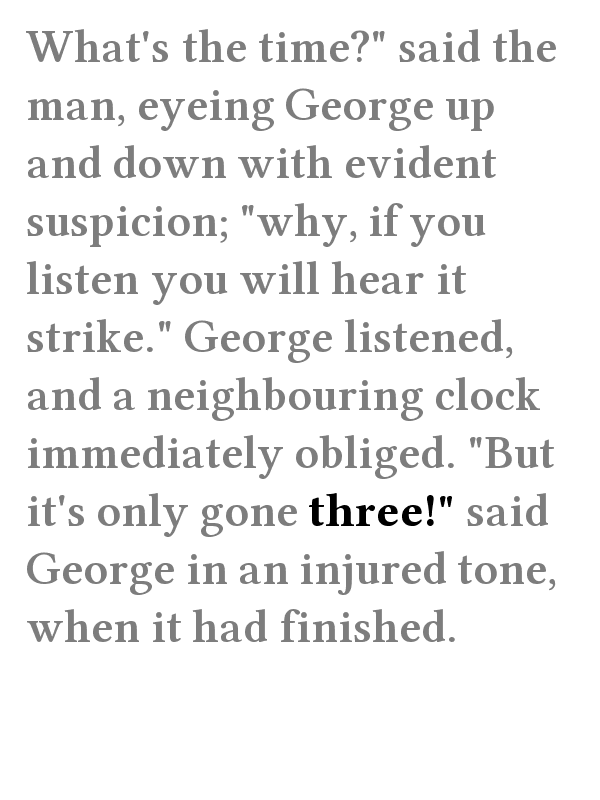 What's the time?" said the
man, eyeing George up
and down with evident
suspicion; "why, if you
listen you will hear it
strike." George listened,
and a neighbouring clock
immediately obliged. "But
it's only gone three!" said
George in an injured tone,
when it had finished.